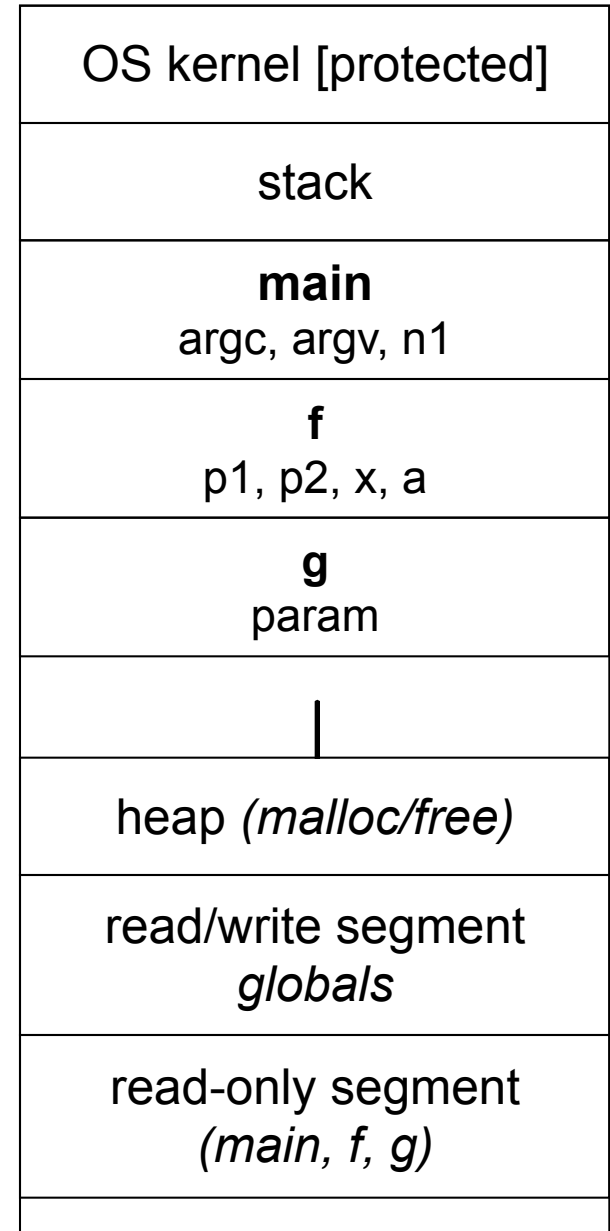 OS kernel [protected]
stack
main
argc, argv, n1
f
p1, p2, x, a
g
param
heap (malloc/free)
read/write segment
globals
read-only segment
(main, f, g)